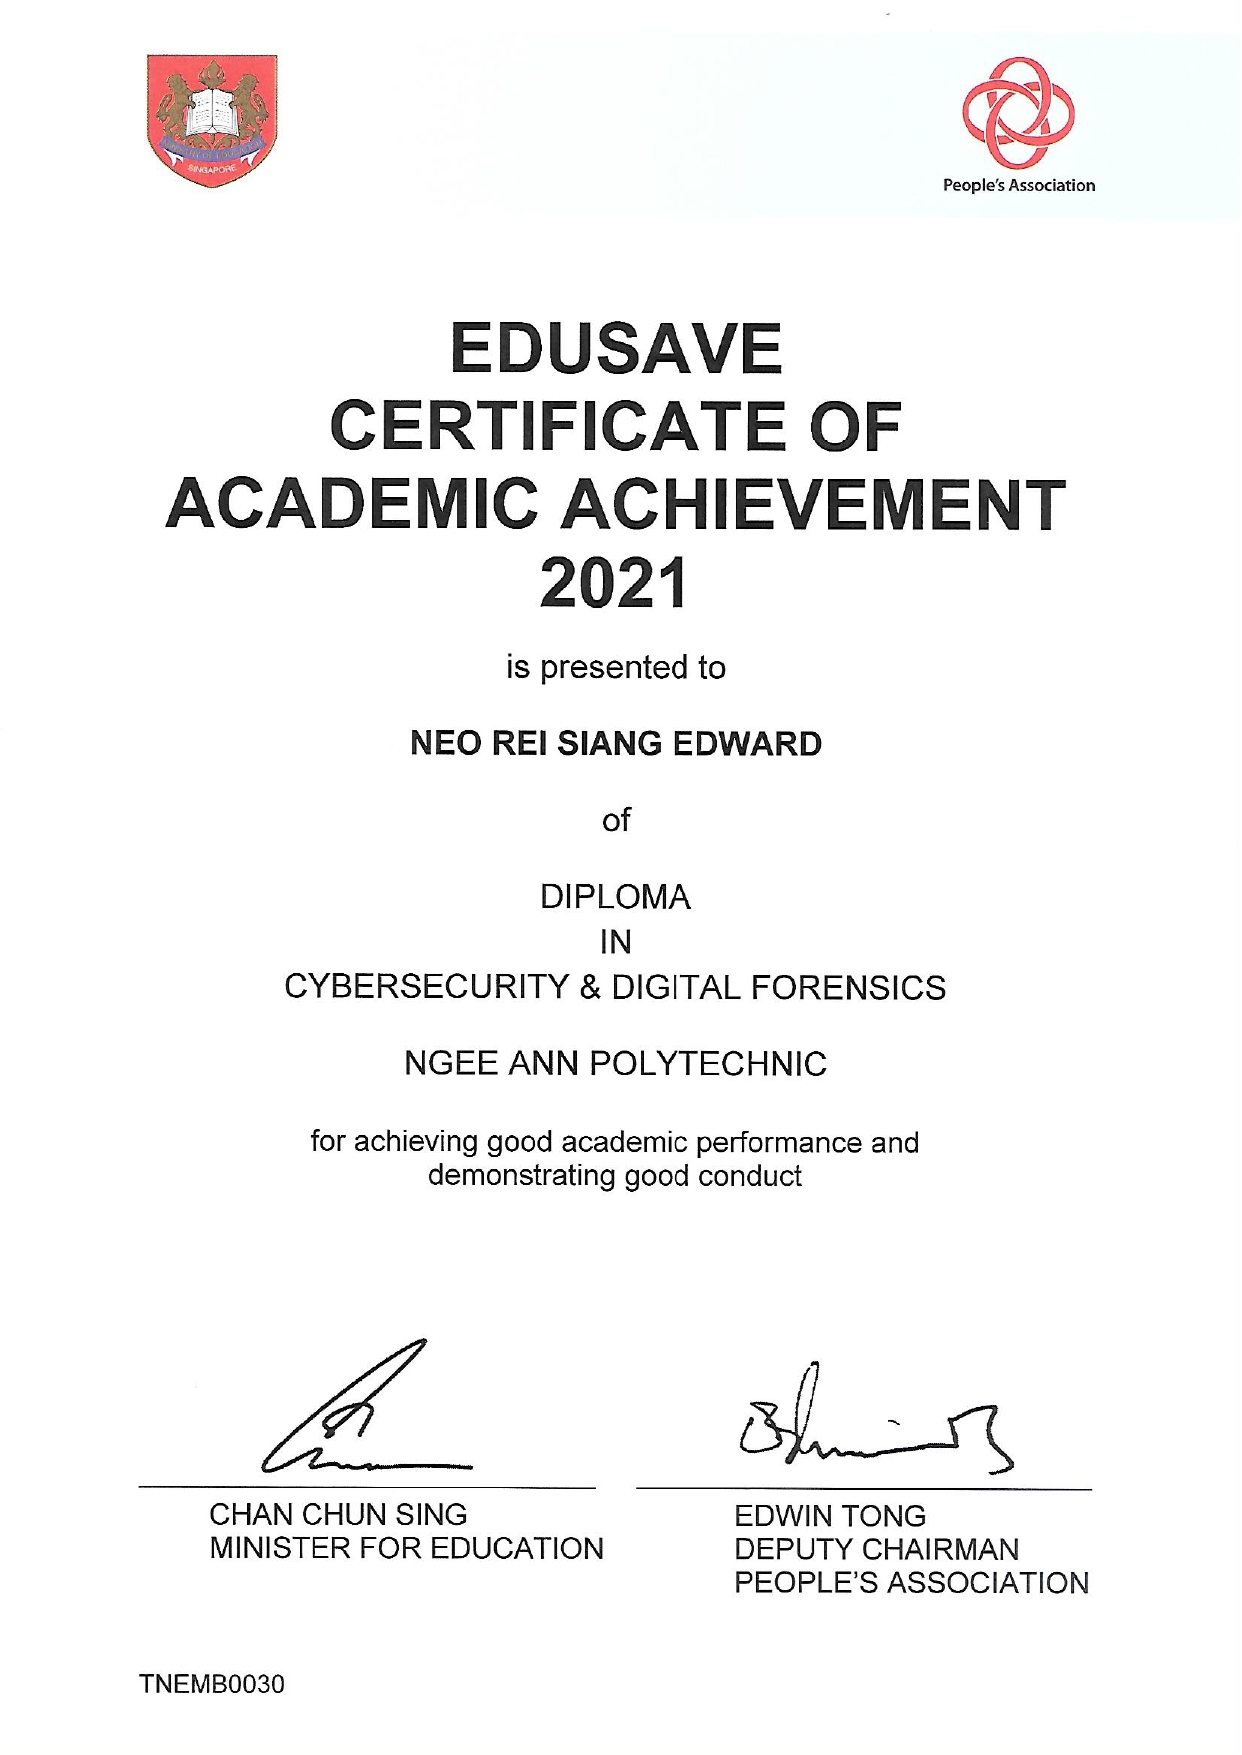 SINGAPORE
People's Association
EDUSAVE
CERTIFICATE OF
ACADEMIC ACHIEVEMENT
2021
is presented to
NEO REI SIANG EDWARD
of
DIPLOMA
IN
CYBERSECURITY & DIGITAL FORENSICS
NGEE ANN POLYTECHNIC
for achieving good academic performance and
demonstrating good conduct
CHAN CHUN SING
MINISTER FOR EDUCATION
EDWIN TONG
DEPUTY CHAIRMAN
PEOPLE'S ASSOCIATION
TNEMB0030